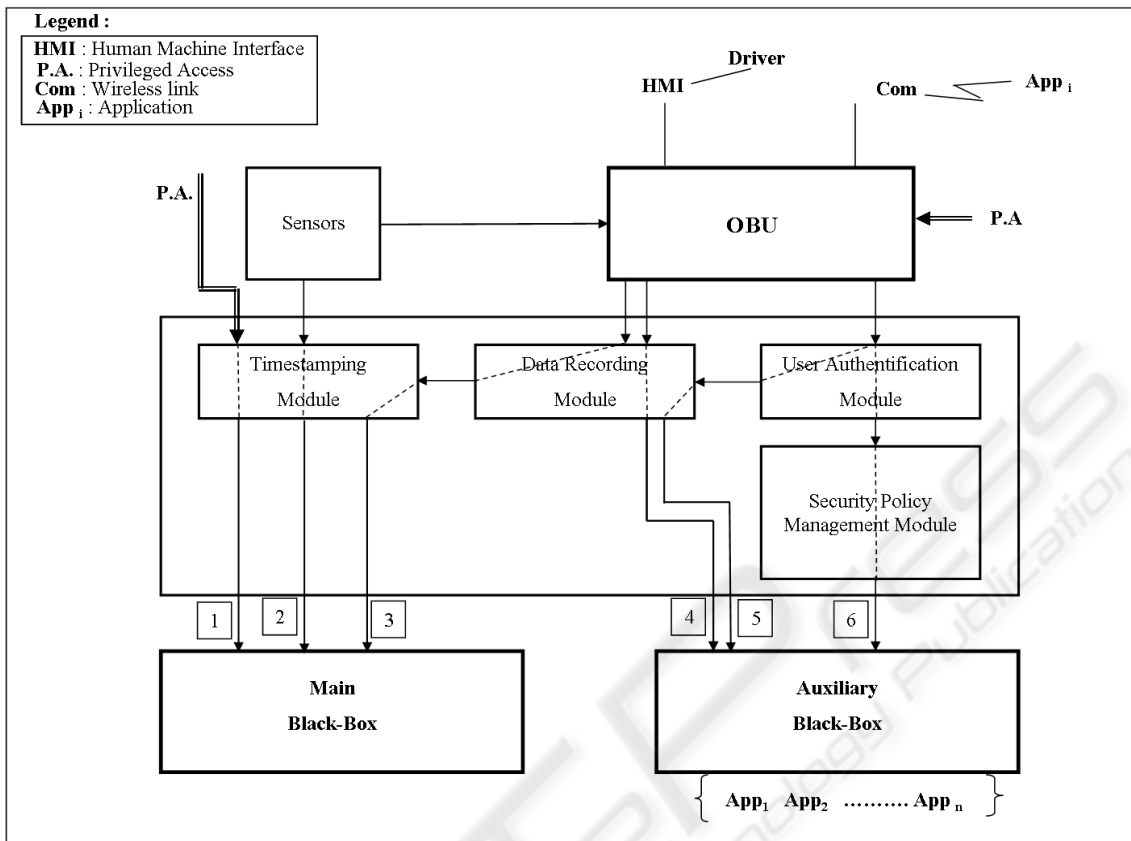 Legend :
HMI : Human Machine Interface
P.A. : Privileged Access
Com : Wireless link
App i : Application
Driver
HMI
Com
App i
P.A.
Sensors
OBU
P.A
Timestamping
Module
Data Recording
Module
User Authentification
Module
Security Policy
Management Module
1
2
3
4
5
6
Main
Black-Box
Auxiliary
Black-Box
{ App1 App2 .......... App n }